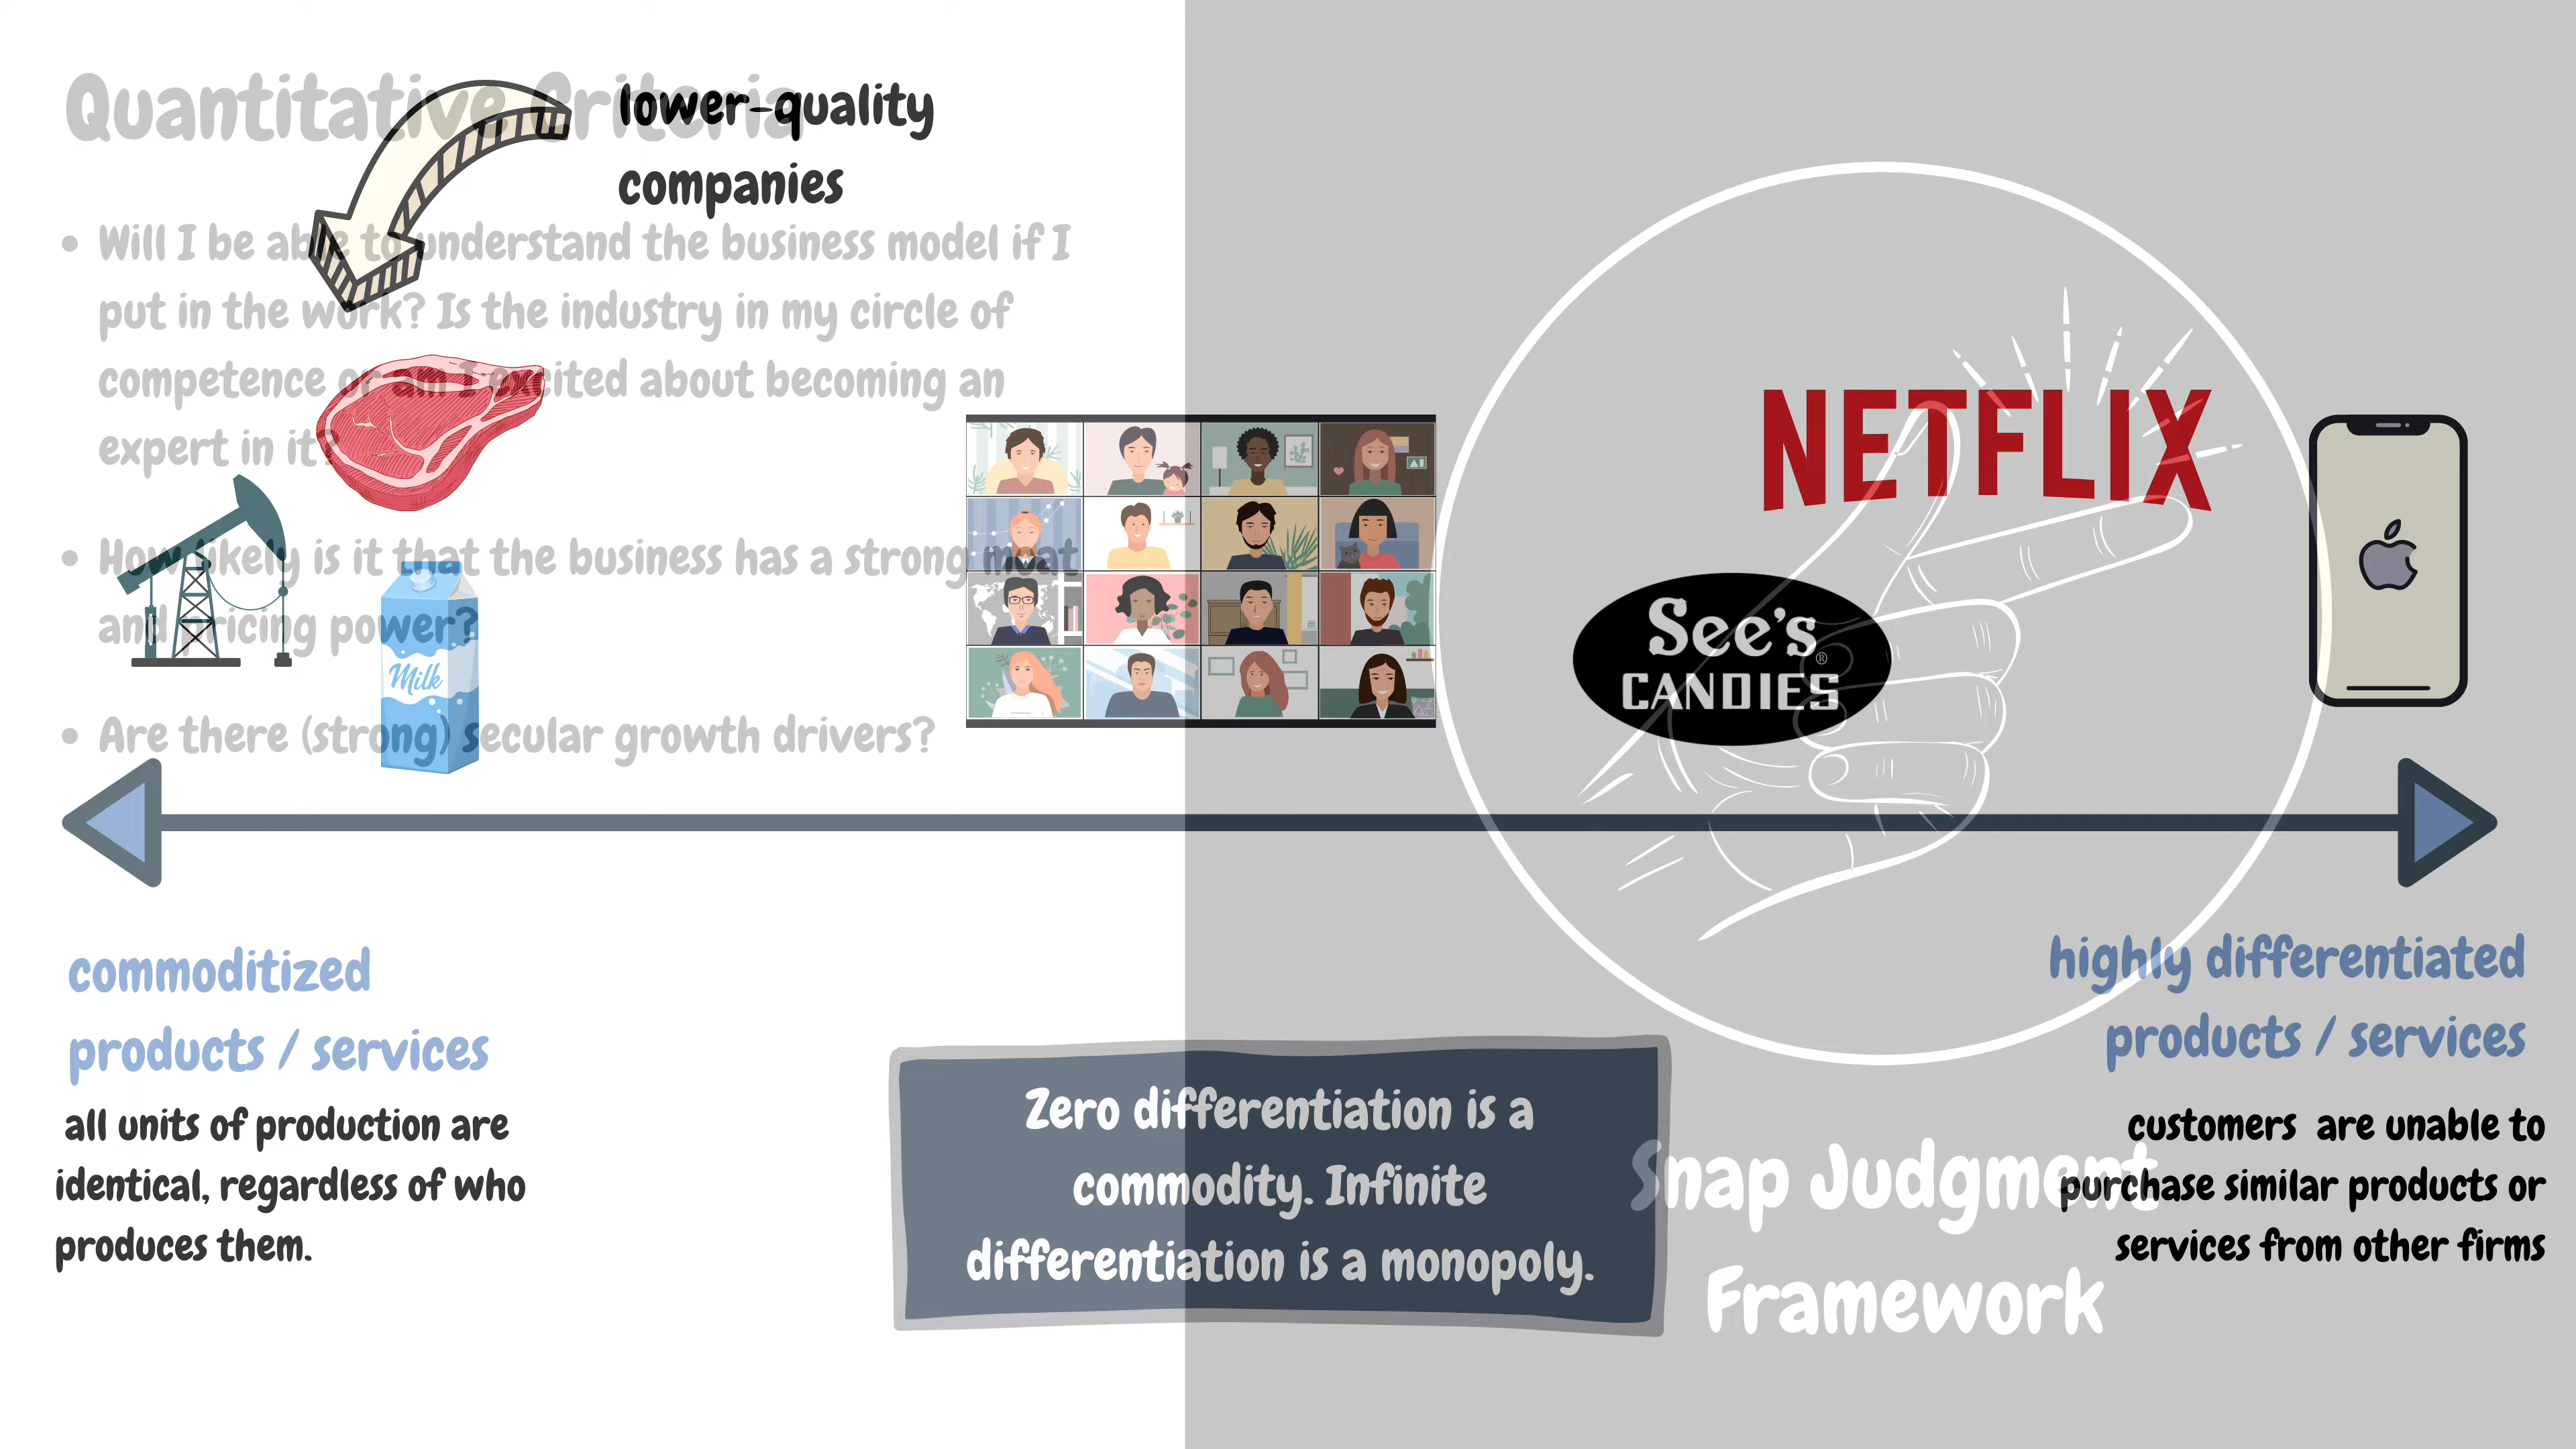 Quantitative Criteria
lower-quality
companies
• Will I be able to understand the business model if I
put in the work? Is the industry in my circle of
competence or am I excited about becoming an
expert in it?
• How likely is it that the business has a strong moat
and pricing power?
• Are there (strong) secular growth drivers?
Milk
NETFLIX
See's
CANDIES
®
commoditized
products / services
all units of production are
identical, regardless of who
produces them.
Zero differentiation is a
commodity. Infinite
differentiation is a monopoly.
highly differentiated
products / services
customers are unable to
purchase similar products or
services from other firms
Snap Judgment
Framework